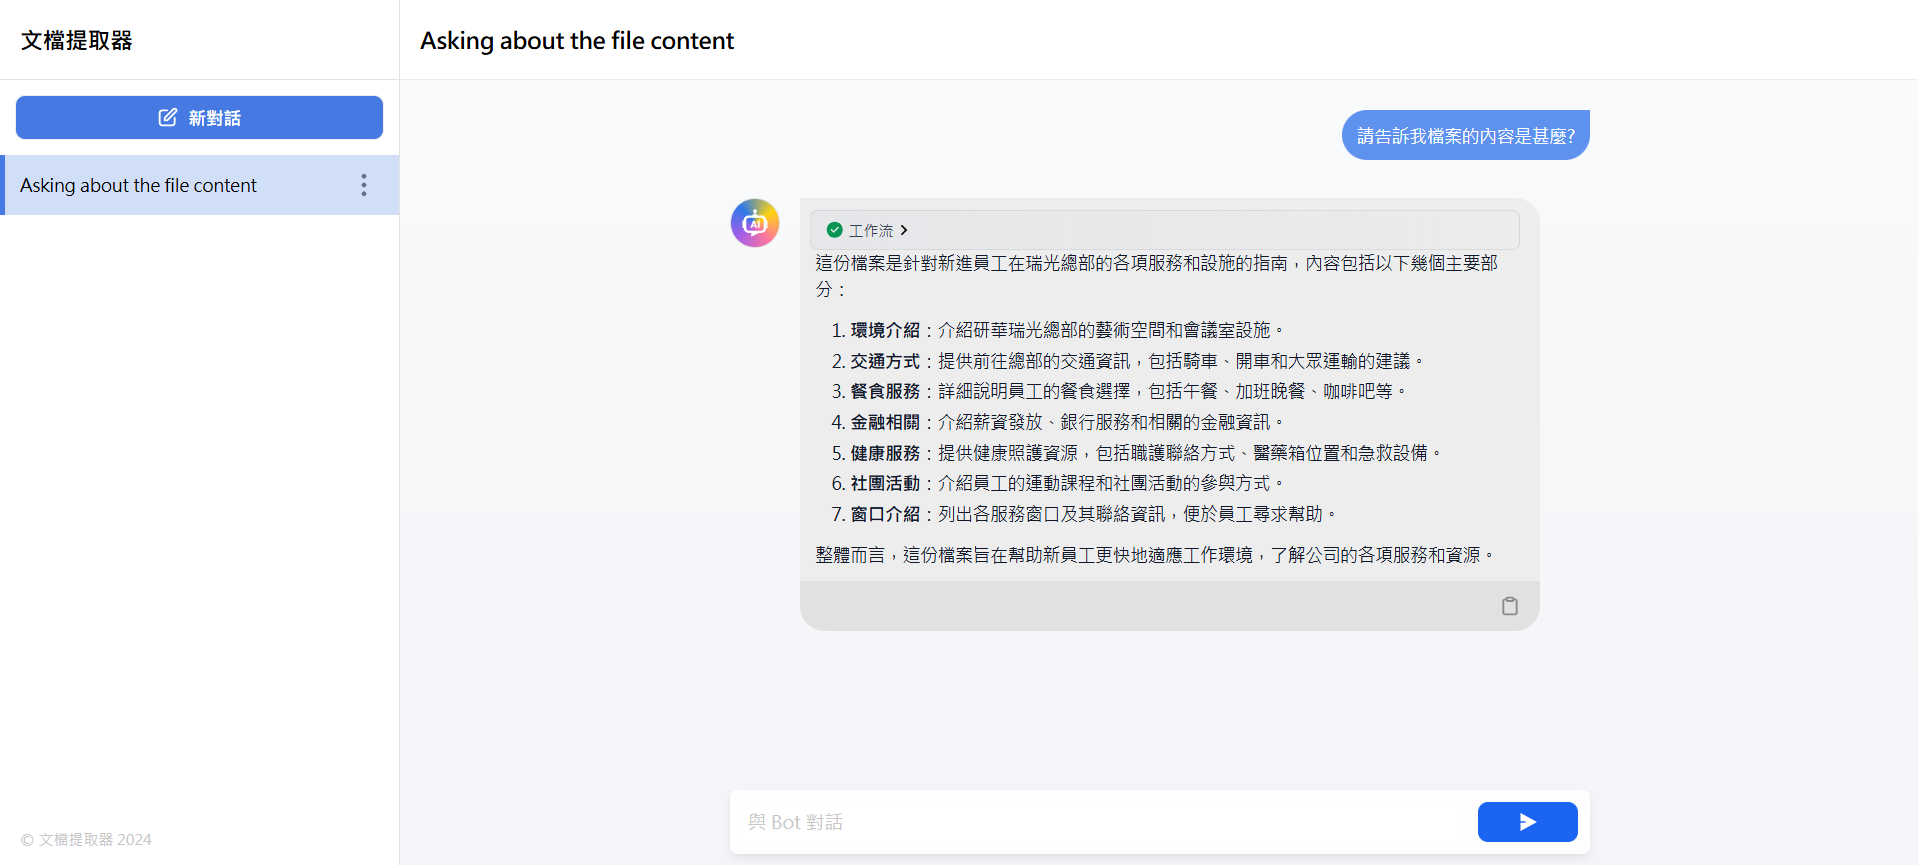 文檔提取器
Asking about the file content
新對話
Asking about the file content
請告訴我檔案的內容是甚麼?
AI
工作流
這份檔案是針對新進員工在瑞光總部的各項服務和設施的指南，內容包括以下幾個主要部
分：
1. 環境介紹：介紹研華瑞光總部的藝術空間和會議室設施。
2. 交通方式：提供前往總部的交通資訊，包括騎車、開車和大眾運輸的建議。
3. 餐食服務：詳細說明員工的餐食選擇，包括午餐、加班晚餐、咖啡吧等。
4. 金融相關：介紹薪資發放、銀行服務和相關的金融資訊。
5. 健康服務：提供健康照護資源，包括職護聯絡方式、醫藥箱位置和急救設備。
6. 社團活動：介紹員工的運動課程和社團活動的參與方式。
7. 窗口介紹：列出各服務窗口及其聯絡資訊，便於員工尋求幫助。
整體而言，這份檔案旨在幫助新員工更快地適應工作環境，了解公司的各項服務和資源。
與 Bot 對話
© 文檔提取器 2024